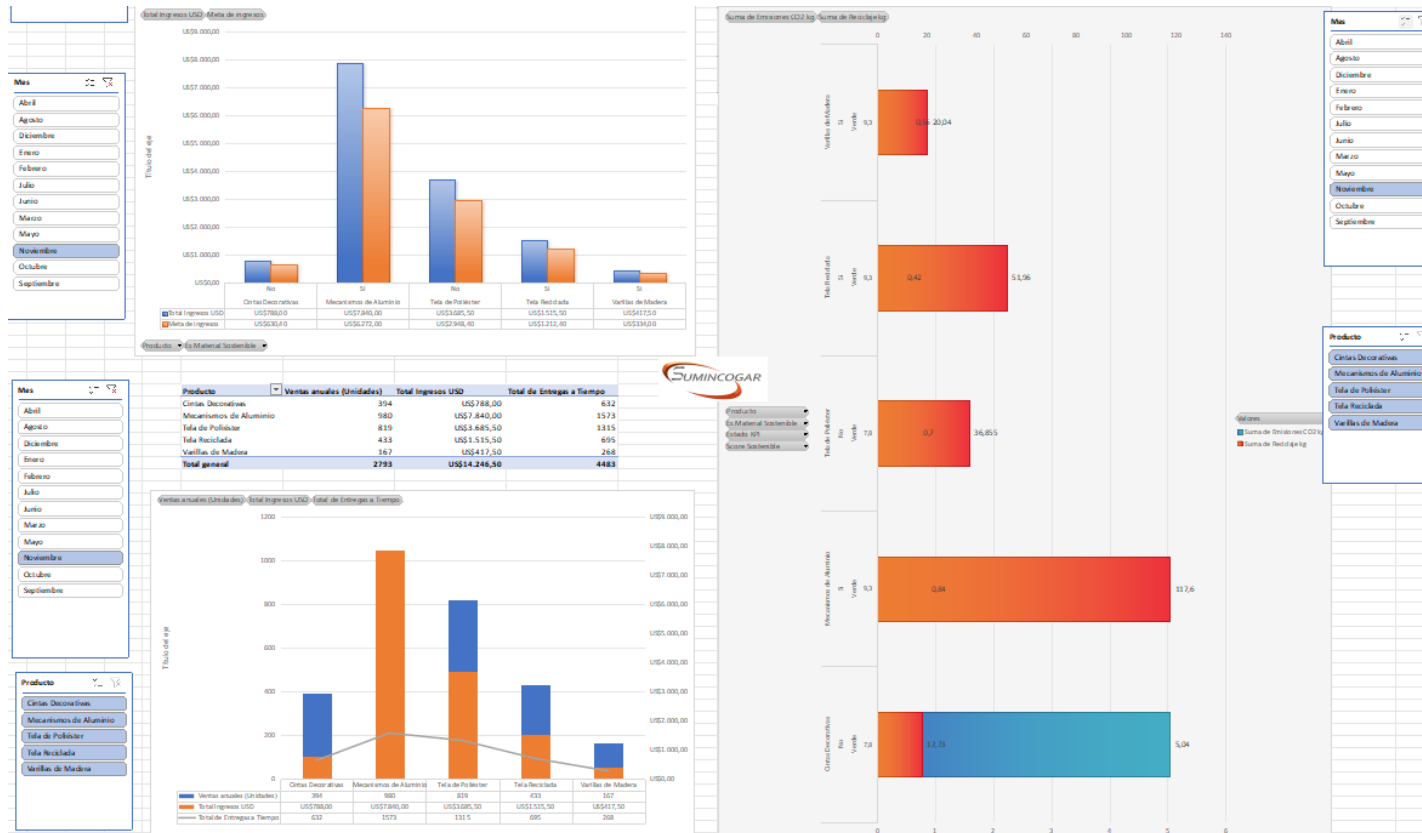 Total Ingresos USD Meta de ingresos
US$9.000,00
US$8.000,00
US$7.000,00
US$6.000,00
US$5.000,00
US$4.000,00
US$3.000,00
US$2.000,00
US$1.000,00
US$0,00
Título del eje
No Si No Si Si
Cintas Decorativas Mecanismos de Aluminio Tela de Poliéster Tela Reciclada Varillas de Madera
Total Ingresos USD US$788,00 US$7.840,00 US$3.685,50 US$1.515,50 US$417,50
Meta de ingresos US$630,40 US$6.272,00 US$2.948,40 US$1.212,40 US$334,00
Producto Es Material Sostenible
Mes
Abril
Agosto
Diciembre
Enero
Febrero
Julio
Junio
Marzo
Mayo
Noviembre
Octubre
Septiembre
SUMINCOGAR
Mes
Abril
Agosto
Diciembre
Enero
Febrero
Julio
Junio
Marzo
Mayo
Noviembre
Octubre
Septiembre
Producto Ventas anuales (Unidades) Total Ingresos USD Total de Entregas a Tiempo
Cintas Decorativas 394 US$788,00 632
Mecanismos de Aluminio 980 US$7.840,00 1573
Tela de Poliéster 819 US$3.685,50 1315
Tela Reciclada 433 US$1.515,50 695
Varillas de Madera 167 US$417,50 268
Total general 2793 US$14.246,50 4483
Producto
Cintas Decorativas
Mecanismos de Aluminio
Tela de Poliéster
Tela Reciclada
Varillas de Madera
Ventas anuales (Unidades) Total Ingresos USD Total de Entregas a Tiempo
1200
1000
800
600
400
200
0
Título del eje
US$9.000,00
US$8.000,00
US$7.000,00
US$6.000,00
US$5.000,00
US$4.000,00
US$3.000,00
US$2.000,00
US$1.000,00
US$0,00
Cintas Decorativas Mecanismos de Aluminio Tela de Poliéster Tela Reciclada Varillas de Madera
Ventas anuales (Unidades) 394 980 819 433 167
Total Ingresos USD US$788,00 US$7.840,00 US$3.685,50 US$1.515,50 US$417,50
Total de Entregas a Tiempo 632 1573 1315 695 268
Suma de Emisiones CO2 kg Suma de Reciclaje kg
0 20 40 60 80 100 120 140
Varillas de Madera Si Verde 9,3
20,04
Tela Reciclada Si Verde 9,3
0,42 51,96
Tela de Poliéster No Verde 7,8
0,7 36,855
Mecanismos de Aluminio Si Verde 9,3
0,84 117,6
Cintas Decorativas No Verde 7,8
5,04
0 1 2 3 4 5 6
Producto
Es Material Sostenible
Estado KPI
Score Sostenible
Valores
Suma de Emisiones CO2 kg
Suma de Reciclaje kg
Mes
Abril
Agosto
Diciembre
Enero
Febrero
Julio
Junio
Marzo
Mayo
Noviembre
Octubre
Septiembre
Producto
Cintas Decorativas
Mecanismos de Aluminio
Tela de Poliéster
Tela Reciclada
Varillas de Madera